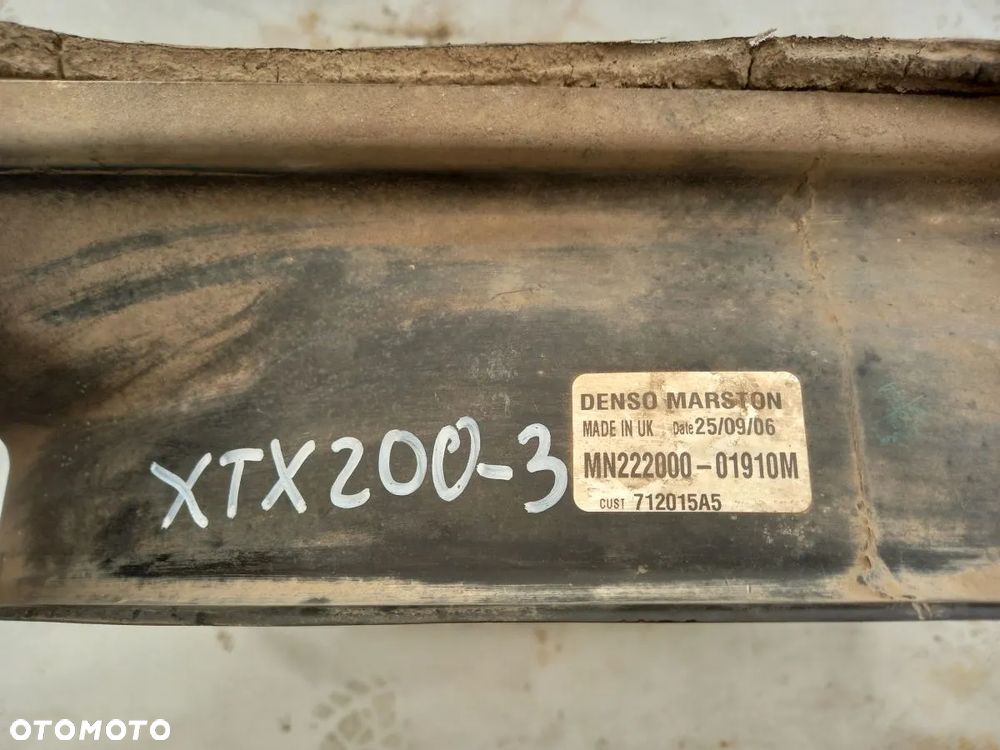 XTX200-3
DENSO MARSTON
MADE IN UK Date 25/09/06
MN222000-01910M
CUST 712015A5
OTOMOTO